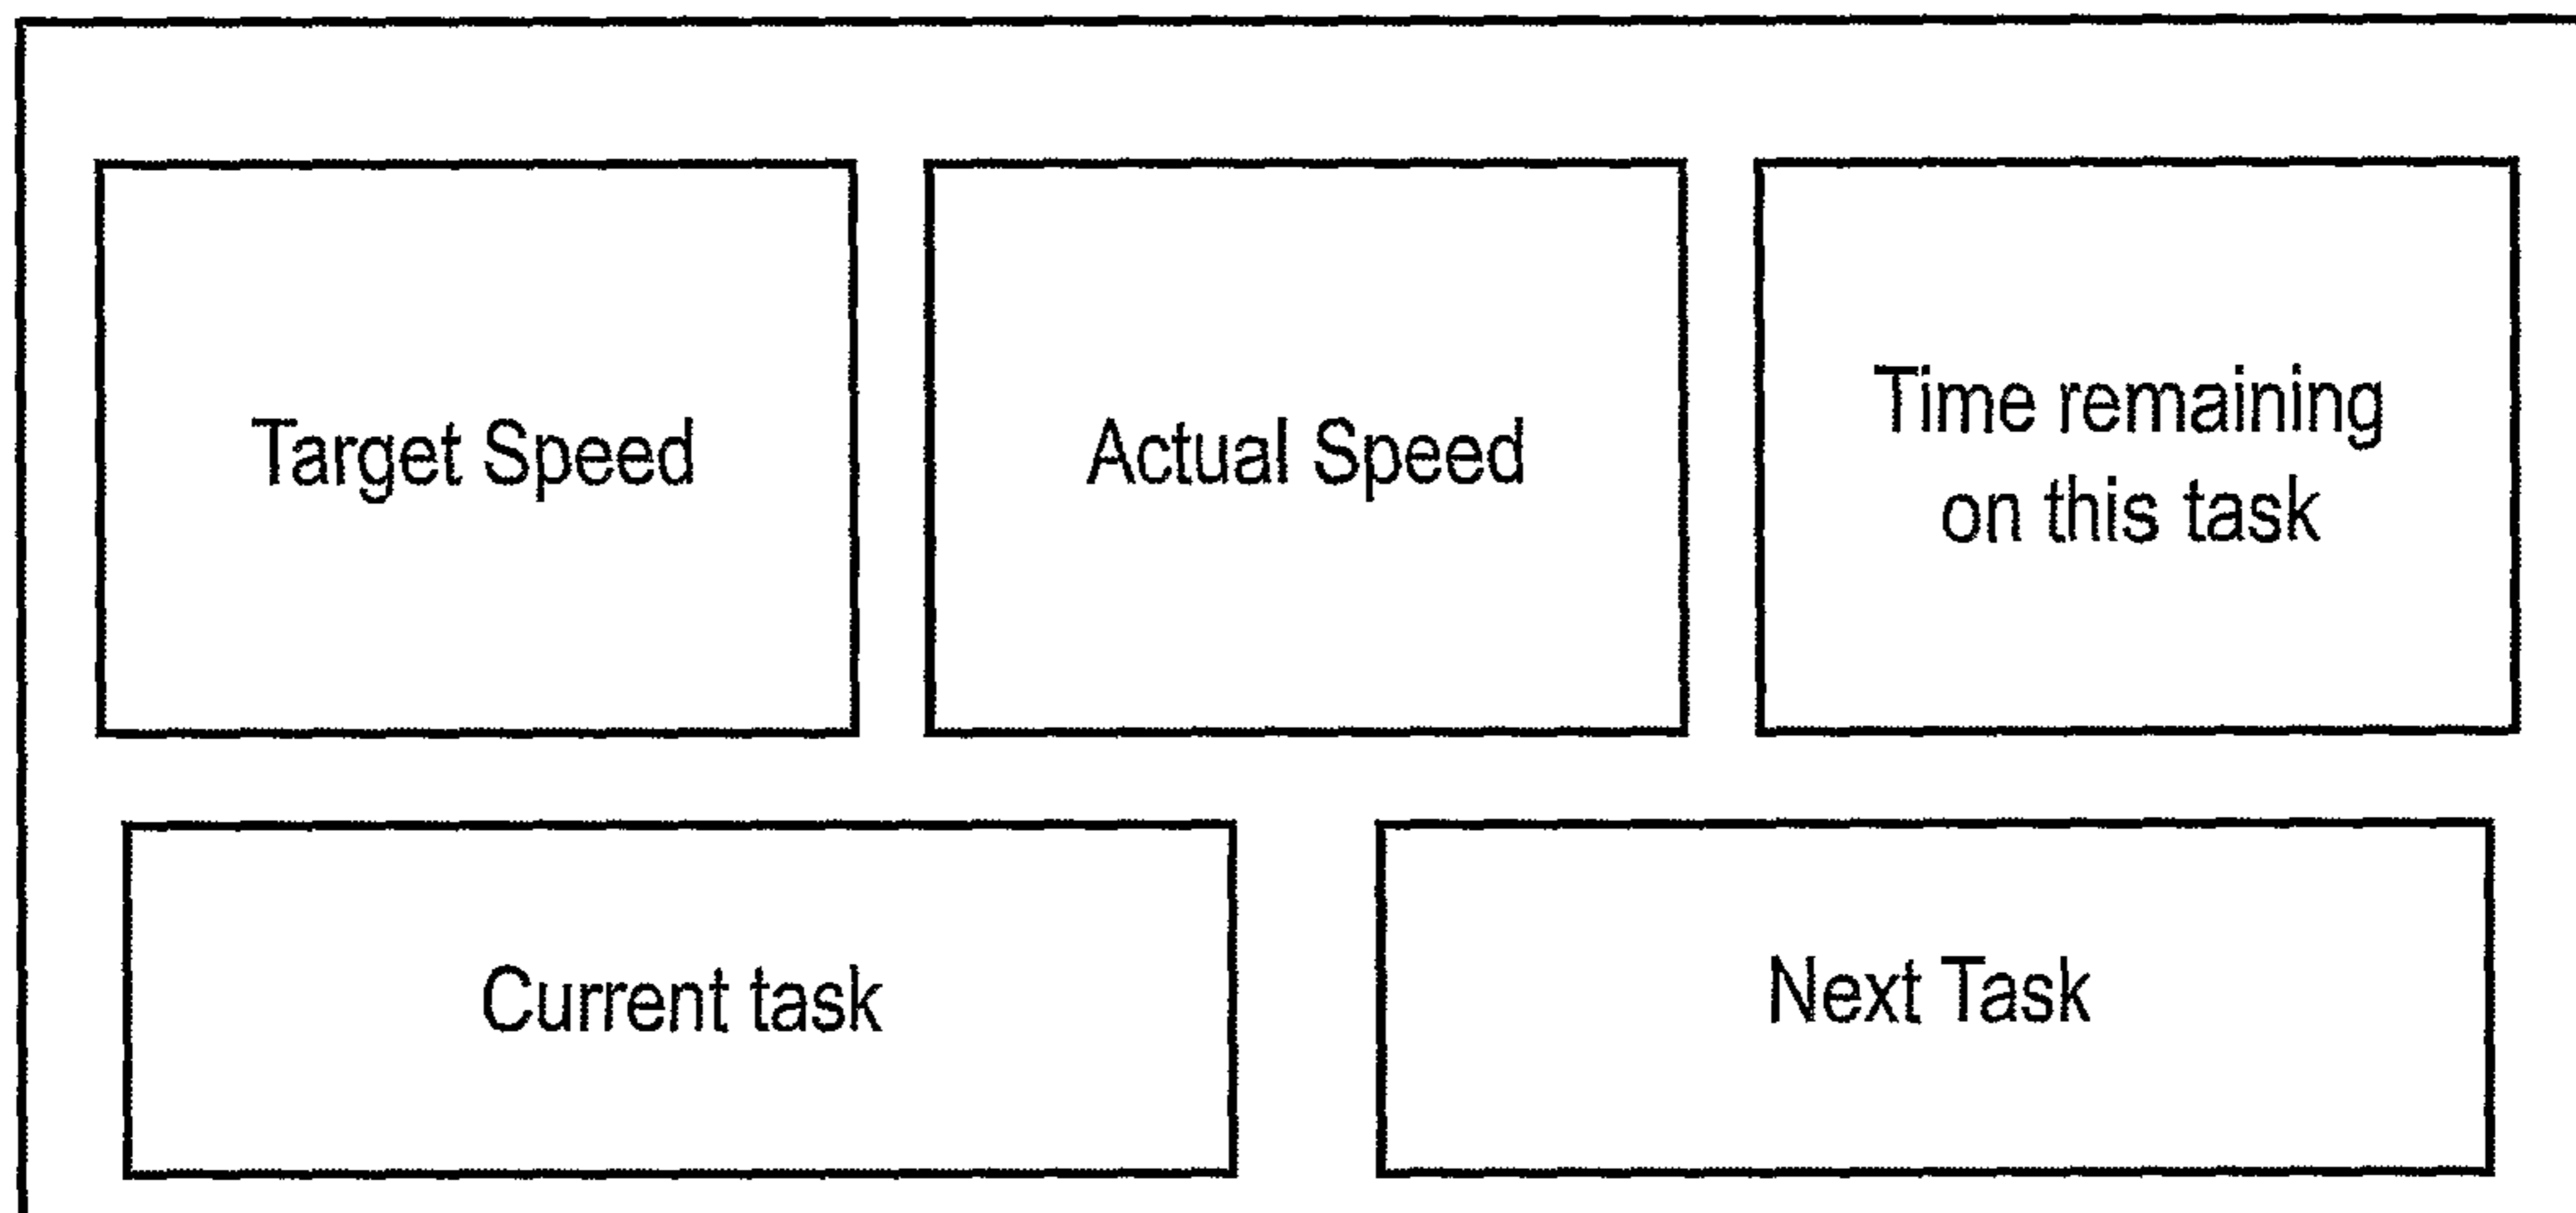 Target Speed
Actual Speed
Time remaining
on this task
Current task
Next Task